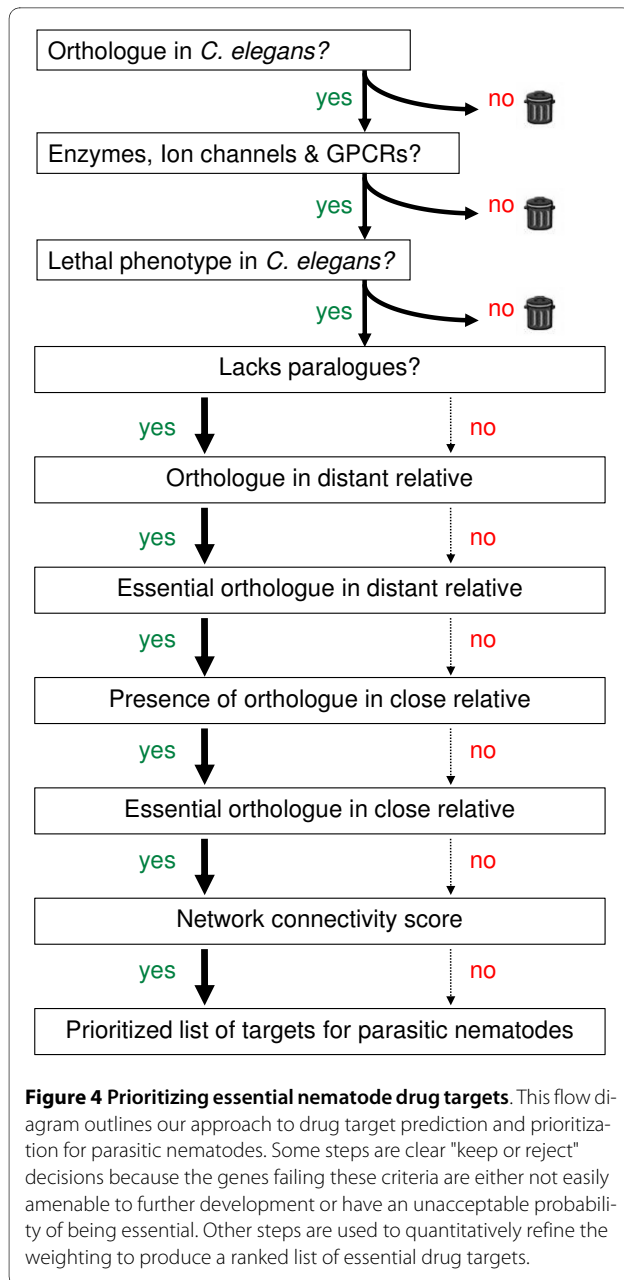 Orthologue in C. elegans?
yes no
Enzymes, Ion channels & GPCRs?
yes no
Lethal phenotype in C. elegans?
yes no
Lacks paralogues?
yes no
Orthologue in distant relative
yes no
Essential orthologue in distant relative
yes no
Presence of orthologue in close relative
yes no
Essential orthologue in close relative
yes no
Network connectivity score
yes no
Prioritized list of targets for parasitic nematodes
Figure 4 Prioritizing essential nematode drug targets. This flow di-
agram outlines our approach to drug target prediction and prioritiza-
tion for parasitic nematodes. Some steps are clear "keep or reject"
decisions because the genes failing these criteria are either not easily
amenable to further development or have an unacceptable probabili-
ty of being essential. Other steps are used to quantitatively refine the
weighting to produce a ranked list of essential drug targets.